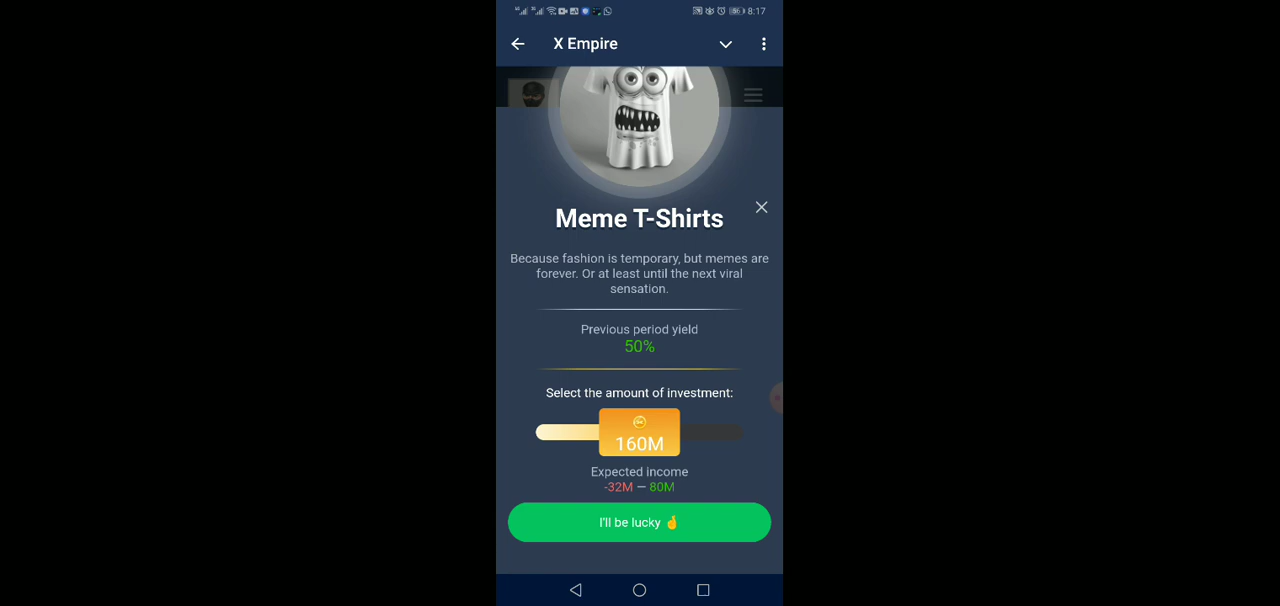 8:17
X Empire
Meme T-Shirts
Because fashion is temporary, but memes are
forever. Or at least until the next viral
sensation.
Previous period yield
50%
Select the amount of investment:
160M
Expected income
-32M — 80M
I'll be lucky 🤞